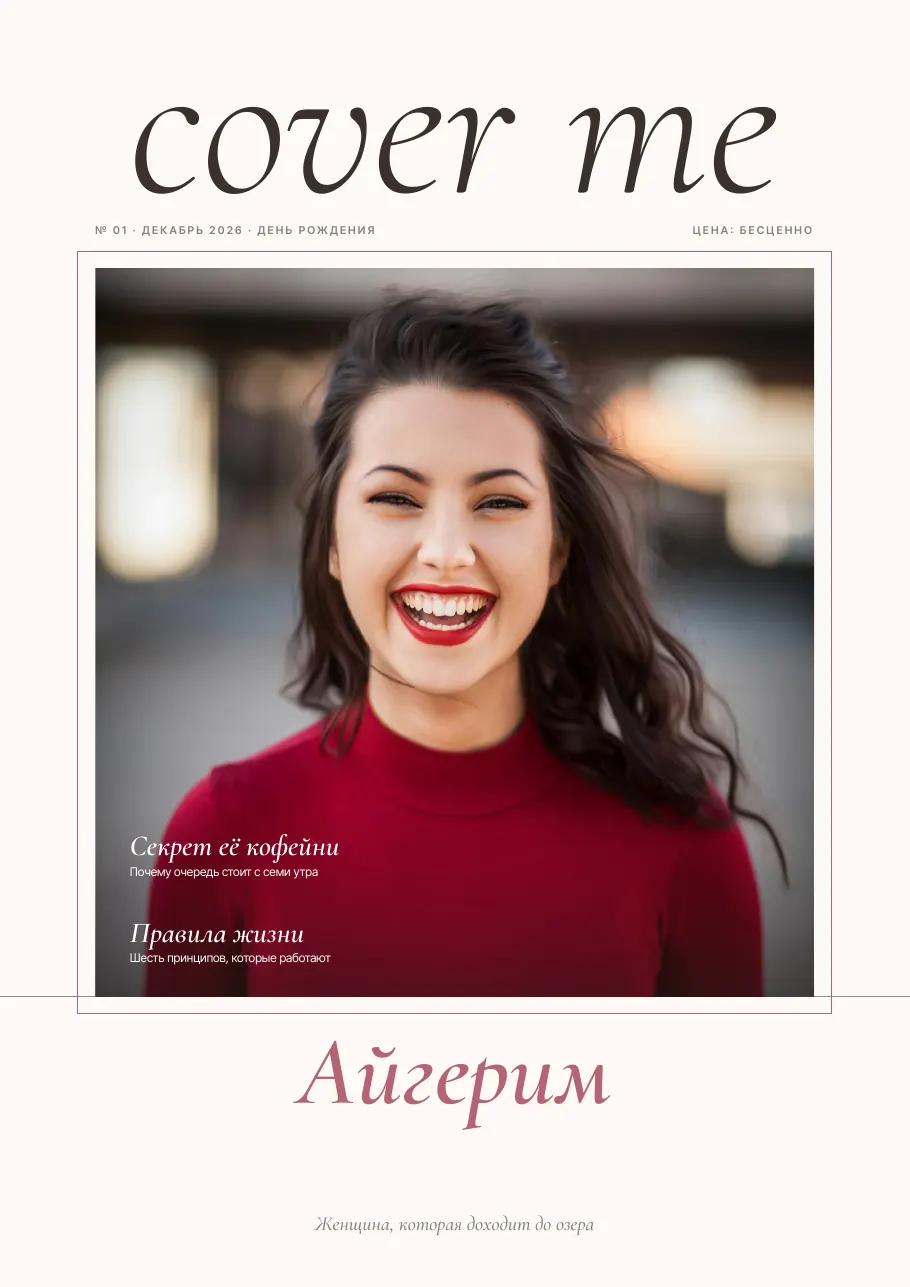 cover me
№ 01 · ДЕКАБРЬ 2026 · ДЕНЬ РОЖДЕНИЯ
ЦЕНА: БЕСЦЕННО
Секрет её кофейни
Почему очередь стоит с семи утра
Правила жизни
Шесть принципов, которые работают
Айгерим
Женщина, которая доходит до озера